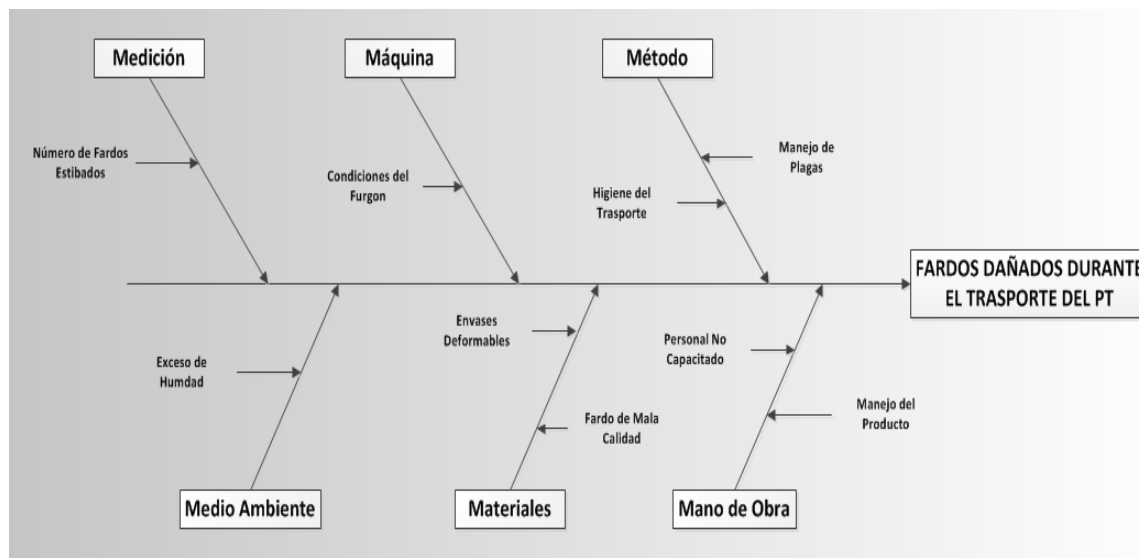 Medición
Máquina
Método
Número de Fardos
Estibados
Condiciones del
Furgon
Manejo de
Plagas
Higiene del
Trasporte
FARDOS DAÑADOS DURANTE
EL TRASPORTE DEL PT
Envases
Deformables
Personal No
Capacitado
Exceso de
Humdad
Fardo de Mala
Calidad
Manejo del
Producto
Medio Ambiente
Materiales
Mano de Obra